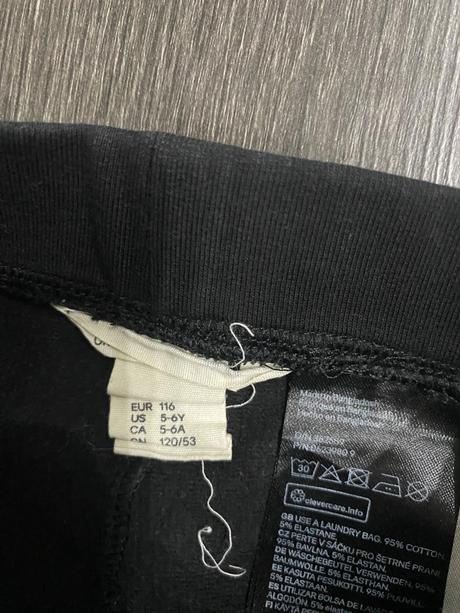 EUR 116
US 5-6Y
CA 5-6A
CN 120/53
Made in Bangladesh
30
clevercare.info
GB USE A LAUNDRY BAG. 95% COTTON,
5% ELASTANE.
CZ PERTE V SÁČKU PRO ŠETRNÉ PRANÍ.
95% BAVLNA, 5% ELASTAN.
DE WÄSCHEBEUTEL VERWENDEN. 95%
BAUMWOLLE, 5% ELASTHAN.
EE KASUTA PESUKOTTI. 95% PUUVILL,
5% ELASTAAN.
ES UTILIZAR BOLSA DE
ALGODÓN, 5% elastano
FI KÄYTÄ